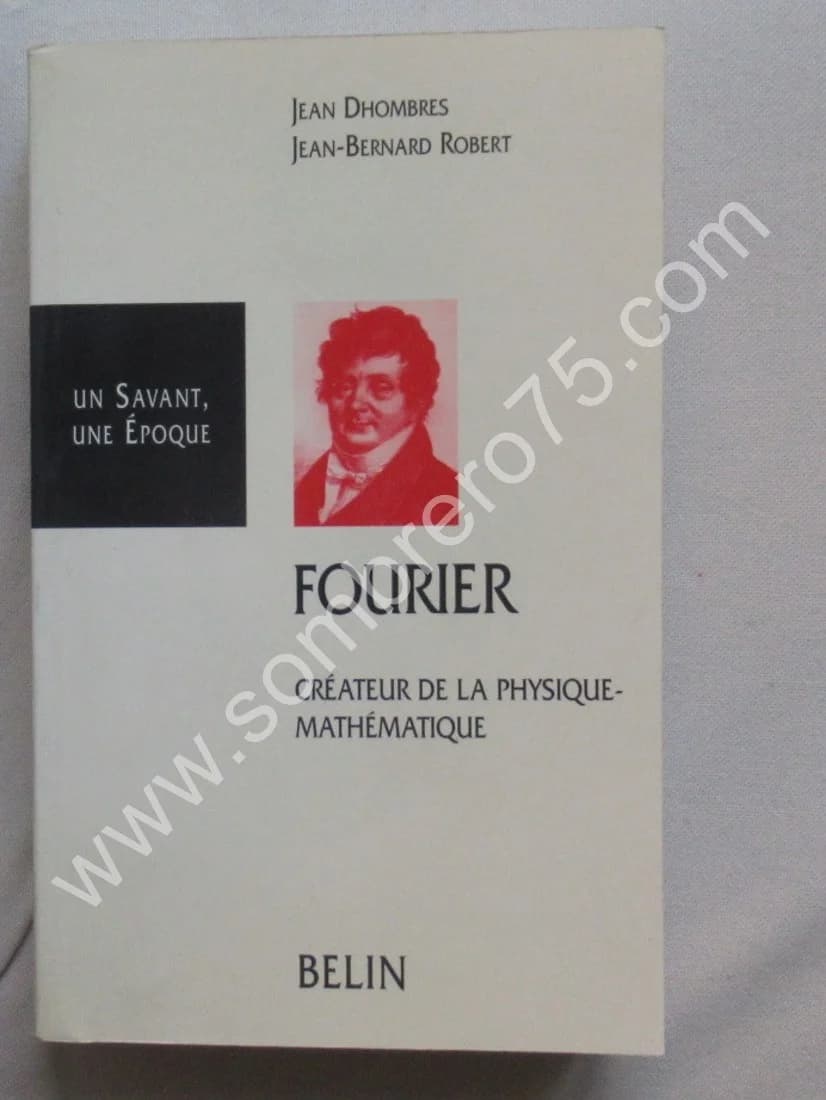 Jean Dhombres
Jean-Bernard Robert
un Savant,
une Époque
FOURIER
CRÉATEUR DE LA PHYSIQUE-
MATHÉMATIQUE
BELIN
www.sombrero75.com